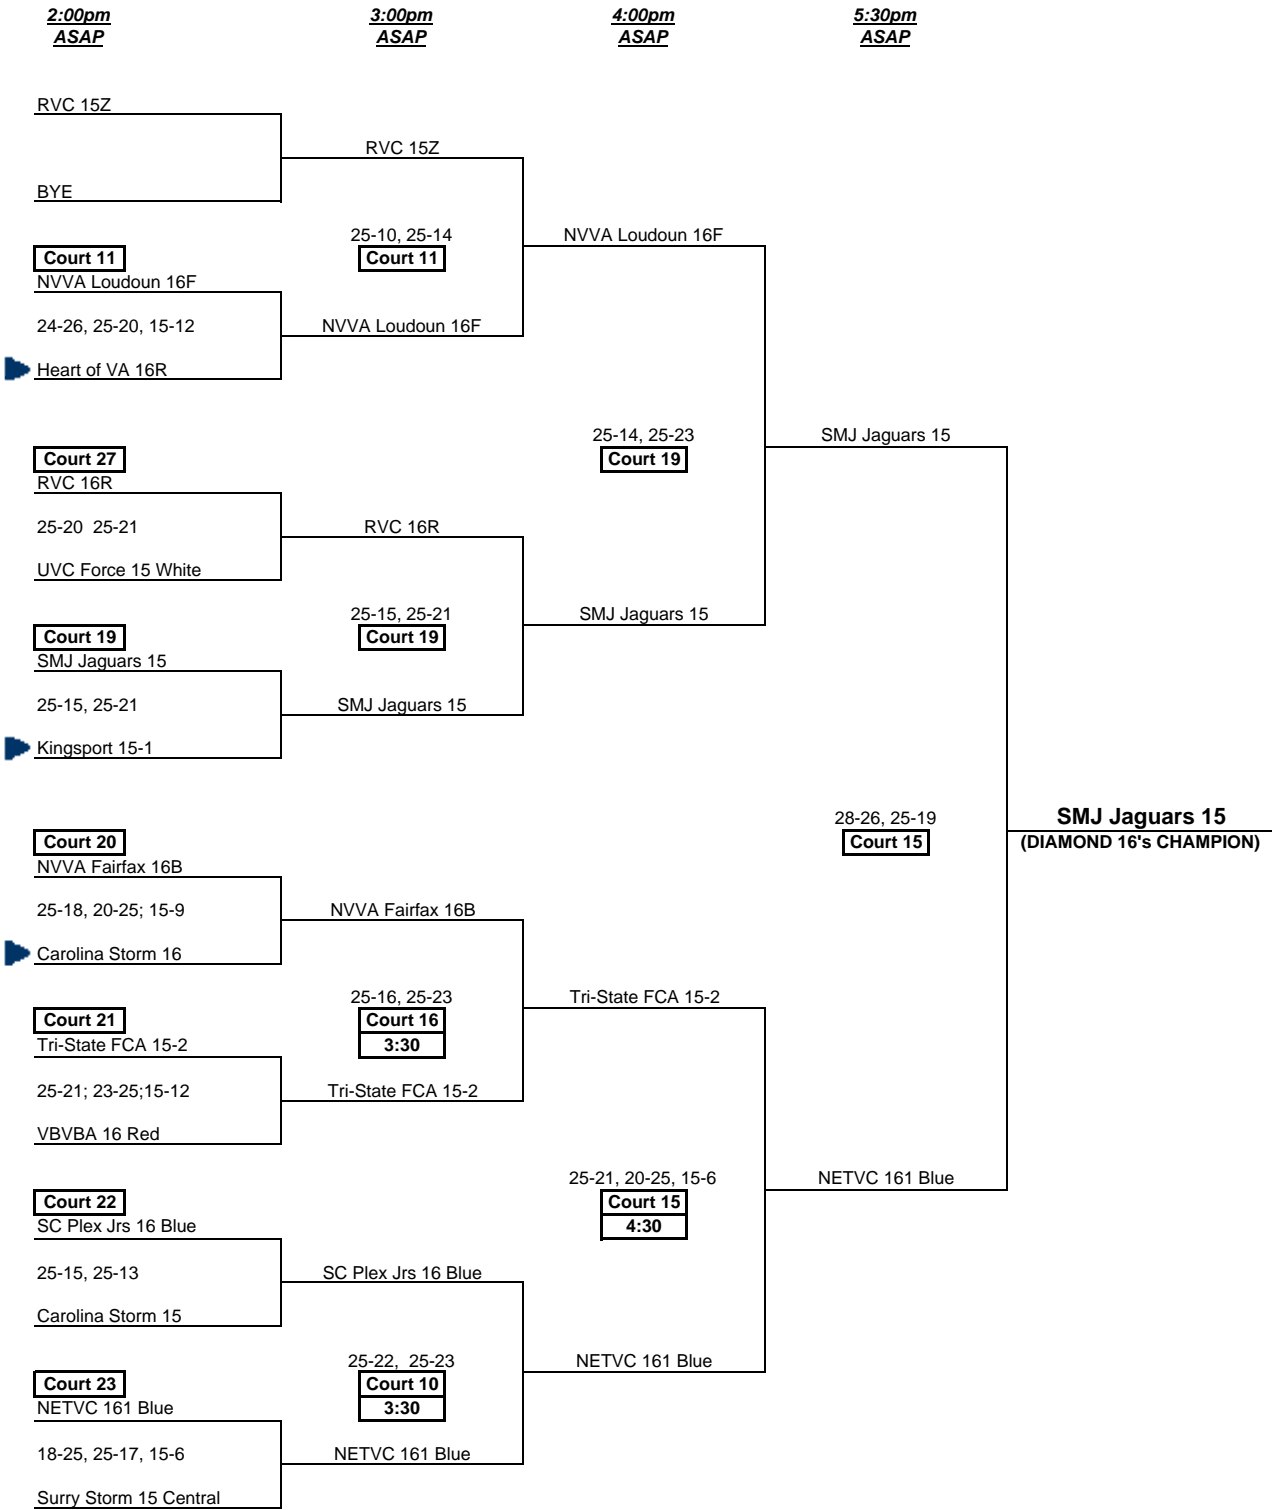 2:00pm 3:00pm 4:00pm 5:30pm
ASAP ASAP ASAP ASAP
RVC 15Z
RVC 15Z
BYE
25-10, 25-14 NVVA Loudoun 16F
Court 11 Court 11
NVVA Loudoun 16F
24-26, 25-20, 15-12 NVVA Loudoun 16F
Heart of VA 16R
25-14, 25-23 SMJ Jaguars 15
Court 27 Court 19
RVC 16R
25-20 25-21 RVC 16R
UVC Force 15 White
25-15, 25-21 SMJ Jaguars 15
Court 19 Court 19
SMJ Jaguars 15
25-15, 25-21 SMJ Jaguars 15
Kingsport 15-1
28-26, 25-19 SMJ Jaguars 15
Court 20 Court 15 (DIAMOND 16's CHAMPION)
NVVA Fairfax 16B
25-18, 20-25; 15-9 NVVA Fairfax 16B
Carolina Storm 16
25-16, 25-23 Tri-State FCA 15-2
Court 21 Court 16
Tri-State FCA 15-2 3:30
25-21; 23-25;15-12 Tri-State FCA 15-2
VBVBA 16 Red
25-21, 20-25, 15-6 NETVC 161 Blue
Court 22 Court 15
SC Plex Jrs 16 Blue 4:30
25-15, 25-13 SC Plex Jrs 16 Blue
Carolina Storm 15
25-22, 25-23 NETVC 161 Blue
Court 23 Court 10
NETVC 161 Blue 3:30
18-25, 25-17, 15-6 NETVC 161 Blue
Surry Storm 15 Central